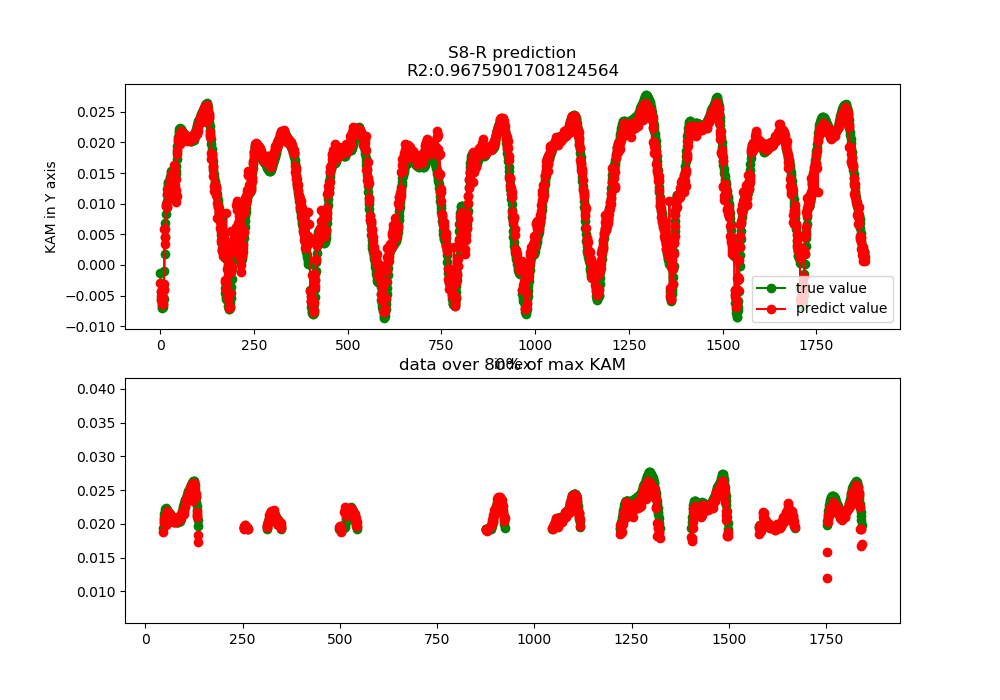 S8-R prediction
R2:0.9675901708124564
KAM in Y axis
0.025
0.020
0.015
0.010
0.005
0.000
−0.005
−0.010
0 250 500 750 1000 1250 1500 1750
true value
predict value
index
data over 80% of max KAM
0.040
0.035
0.030
0.025
0.020
0.015
0.010
0 250 500 750 1000 1250 1500 1750